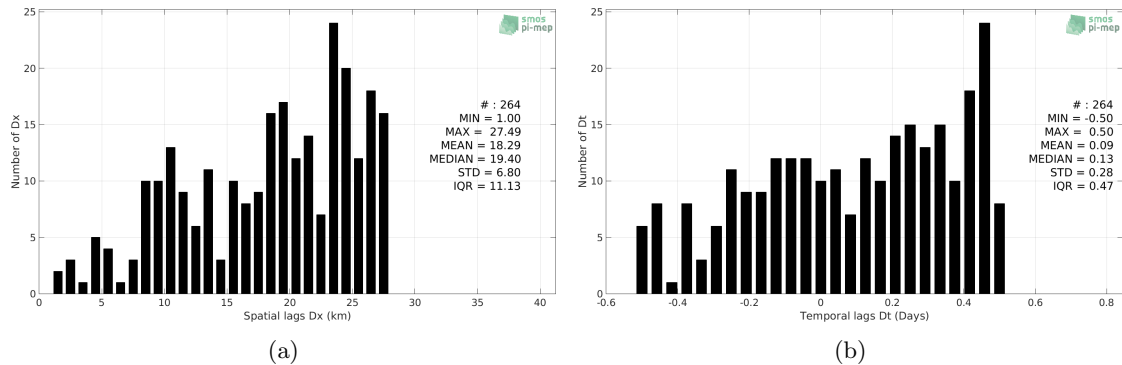 25
20
15
10
5
0
Number of Dx
0
5
10
15
20
25
30
35
40
Spatial lags Dx (km)
smos
pi-mep
# : 264
MIN = 1.00
MAX = 27.49
MEAN = 18.29
MEDIAN = 19.40
STD = 6.80
IQR = 11.13
(a)
25
20
15
10
5
0
Number of Dt
-0.6
-0.4
-0.2
0
0.2
0.4
0.6
0.8
Temporal lags Dt (Days)
smos
pi-mep
# : 264
MIN = -0.50
MAX = 0.50
MEAN = 0.09
MEDIAN = 0.13
STD = 0.28
IQR = 0.47
(b)